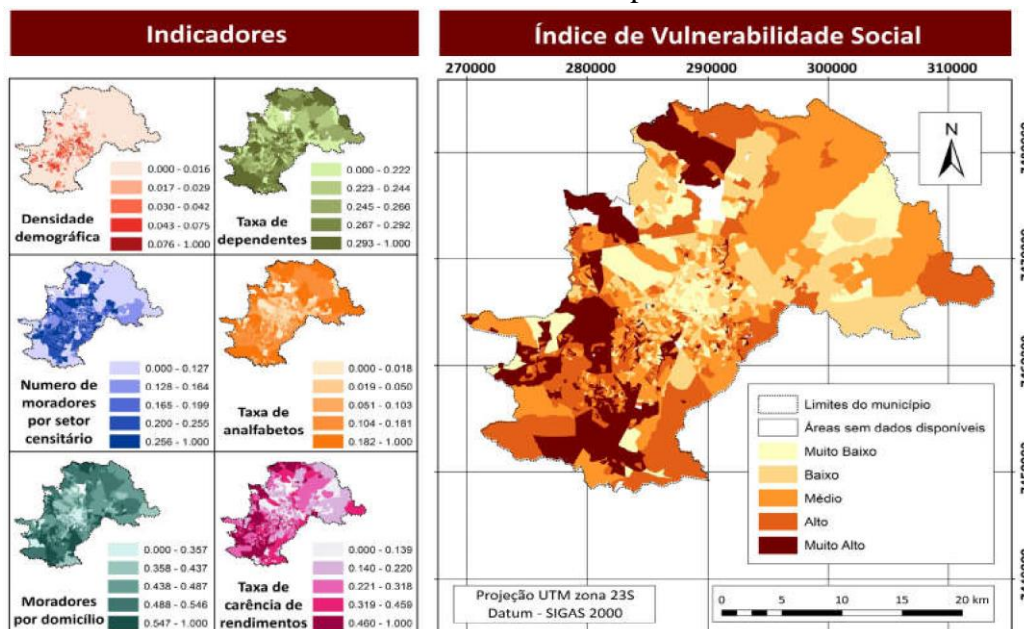 Indicadores
Densidade
demográfica
0.000 - 0.016
0.017 - 0.029
0.030 - 0.042
0.043 - 0.075
0.076 - 1.000
Taxa de
dependentes
0.000 - 0.222
0.223 - 0.244
0.245 - 0.266
0.267 - 0.292
0.293 - 1.000
Numero de
moradores
por setor
censitário
0.000 - 0.127
0.128 - 0.164
0.165 - 0.199
0.200 - 0.255
0.256 - 1.000
Taxa de
analfabetos
0.000 - 0.018
0.019 - 0.050
0.051 - 0.103
0.104 - 0.181
0.182 - 1.000
Moradores
por domicílio
0.000 - 0.357
0.358 - 0.437
0.438 - 0.487
0.488 - 0.546
0.547 - 1.000
Taxa de
carência de
rendimentos
0.000 - 0.139
0.140 - 0.220
0.221 - 0.318
0.319 - 0.459
0.460 - 1.000
Índice de Vulnerabilidade Social
270000 280000 290000 300000 310000
N
7470000
7460000
Limites do município
Áreas sem dados disponíveis
Muito Baixo
Baixo
Médio
Alto
Muito Alto
Projeção UTM zona 23S
Datum - SIGAS 2000
0 5 10 15 20 km